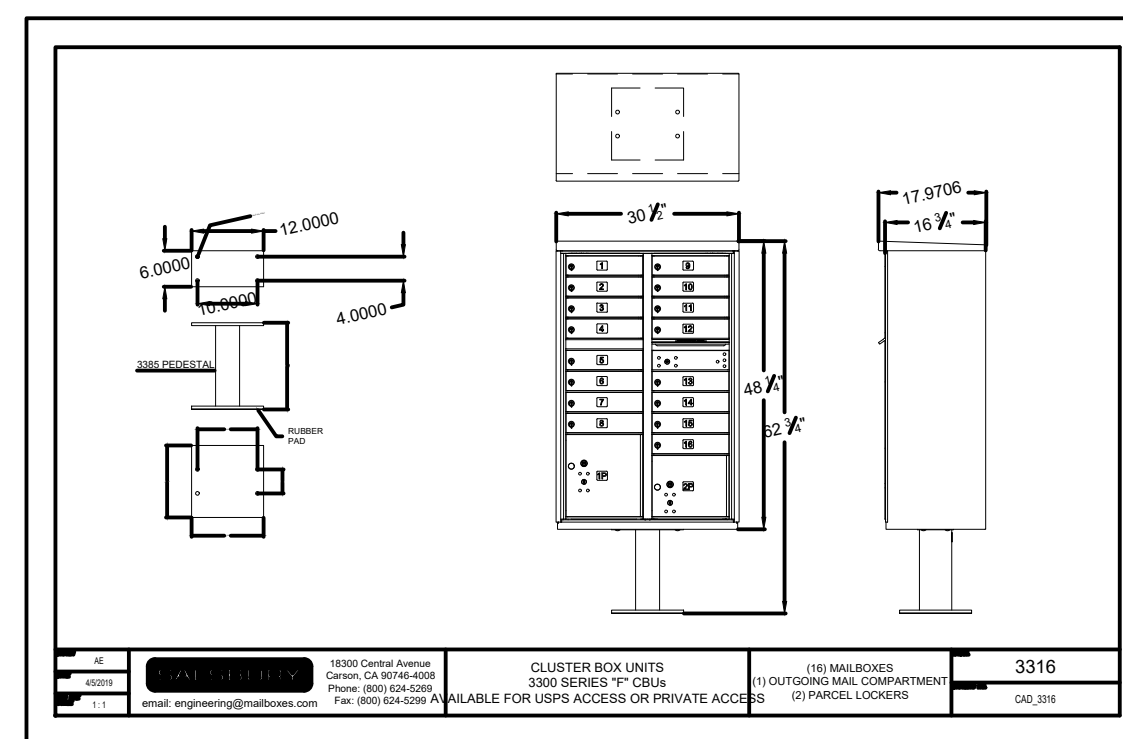 30 1/2"
17.9706
16 3/4"
12.0000
6.0000
10.0000
4.0000
3385 PEDESTAL
RUBBER
PAD
1
2
3
4
5
6
7
8
1P
9
10
11
12
13
14
15
16
2P
48 1/4"
62 3/4"
AE
4/5/2019
1 : 1
SALSBURY
18300 Central Avenue
Carson, CA 90746-4008
Phone: (800) 624-5269
Fax: (800) 624-5299
email: engineering@mailboxes.com
CLUSTER BOX UNITS
3300 SERIES "F" CBUs
AVAILABLE FOR USPS ACCESS OR PRIVATE ACCESS
(16) MAILBOXES
(1) OUTGOING MAIL COMPARTMENT
(2) PARCEL LOCKERS
3316
CAD_3316